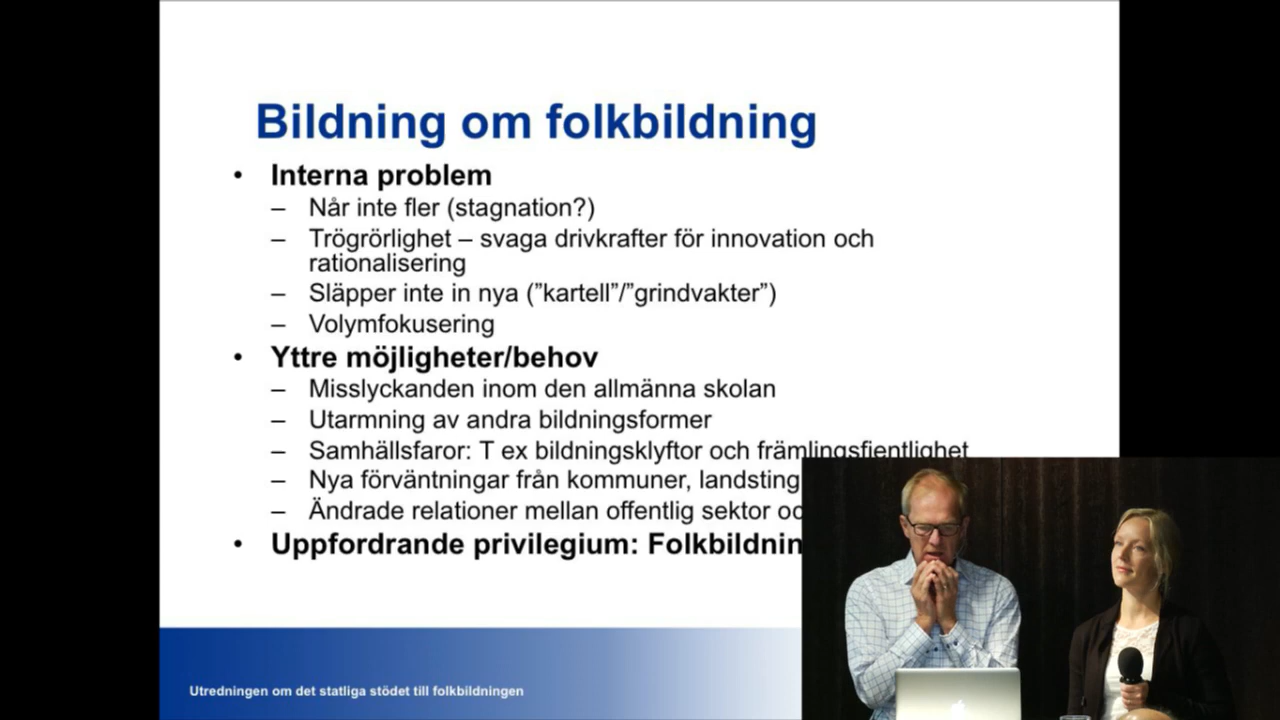 Bildning om folkbildning
• Interna problem
– Når inte fler (stagnation?)
– Trögrörlighet – svaga drivkrafter för innovation och
rationalisering
– Släpper inte in nya (”kartell”/”grindvakter”)
– Volymfokusering
• Yttre möjligheter/behov
– Misslyckanden inom den allmänna skolan
– Utarmning av andra bildningsformer
– Samhällsfaror: T ex bildningsklyftor och främlingsfientlighet
– Nya förväntningar från kommuner, landsting
– Ändrade relationer mellan offentlig sektor
• Uppfordrande privilegium:
Utredningen om det statliga stödet till folkbildningen